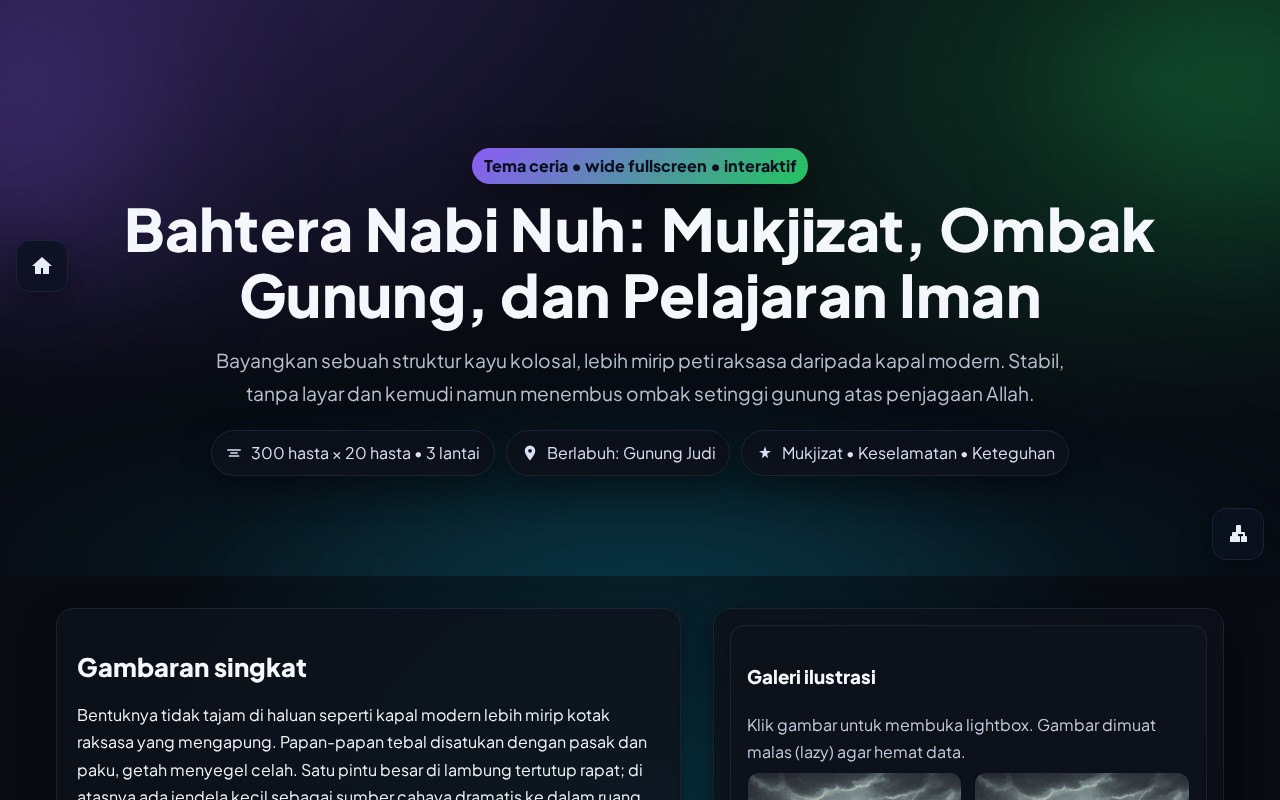 Tema ceria • wide fullscreen • interaktif
Bahtera Nabi Nuh: Mukjizat, Ombak
Gunung, dan Pelajaran Iman
Bayangkan sebuah struktur kayu kolosal, lebih mirip peti raksasa daripada kapal modern. Stabil,
tanpa layar dan kemudi namun menembus ombak setinggi gunung atas penjagaan Allah.
300 hasta × 20 hasta • 3 lantai
Berlabuh: Gunung Judi
Mukjizat • Keselamatan • Keteguhan
Gambaran singkat
Bentuknya tidak tajam di haluan seperti kapal modern lebih mirip kotak
raksasa yang mengapung. Papan-papan tebal disatukan dengan pasak dan
paku, getah menyegel celah. Satu pintu besar di lambung tertutup rapat; di
atasnya ada jendela kecil sebagai sumber cahaya dramatis ke dalam ruang
Galeri ilustrasi
Klik gambar untuk membuka lightbox. Gambar dimuat
malas (lazy) agar hemat data.